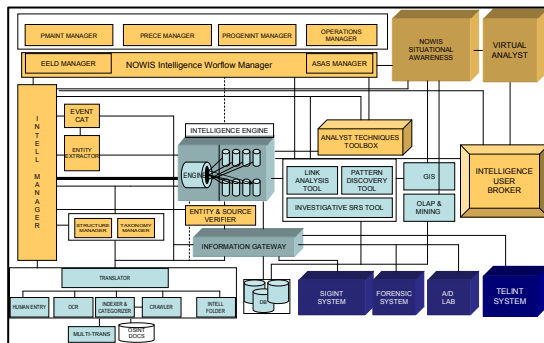 PMAINT MANAGER
PRECE MANAGER
PROGENINT MANAGER
OPERATIONS
MANAGER
NOWIS
SITUATIONAL
AWARENESS
VIRTUAL
ANALYST
EELD MANAGER
NOWIS Intelligence Worflow Manager
ASAS MANAGER
I
N
T
E
L
L
M
A
N
A
G
E
R
EVENT
CAT
ENTITY
EXTRACTOR
INTELLIGENCE ENGINE
ENGINE
ANALYST TECHNIQUES
TOOLBOX
LINK
ANALYSIS
TOOL
PATTERN
DISCOVERY
TOOL
INVESTIGATIVE SRS TOOL
GIS
OLAP &
MINING
INTELLIGENCE
USER
BROKER
ENTITY & SOURCE
VERIFIER
STRUCTURE
MANAGER
TAXONOMY
MANAGER
INFORMATION GATEWAY
TRANSLATOR
HUMAN ENTRY
OCR
INDEXER &
CATEGORIZER
CRAWLER
INTELL
FOLDER
MULTI-TRANS
OSINT
DOCS
DB
SIGINT
SYSTEM
FORENSIC
SYSTEM
A/D
LAB
TELINT
SYSTEM